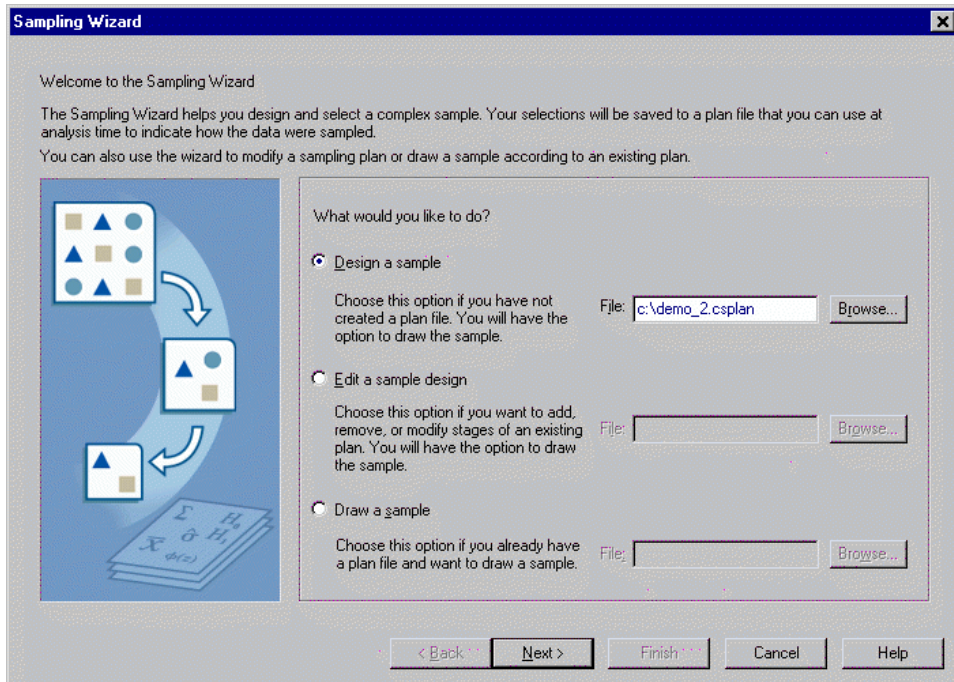 Sampling Wizard
Welcome to the Sampling Wizard
The Sampling Wizard helps you design and select a complex sample. Your selections will be saved to a plan file that you can use at
analysis time to indicate how the data were sampled.
You can also use the wizard to modify a sampling plan or draw a sample according to an existing plan.
What would you like to do?
Design a sample
Choose this option if you have not
created a plan file. You will have the
option to draw the sample.
File: c:\demo_2.csplan Browse...
Edit a sample design
Choose this option if you want to add,
remove, or modify stages of an existing
plan. You will have the option to draw
the sample.
File: Browse...
Draw a sample
Choose this option if you already have
a plan file and want to draw a sample.
File: Browse...
Σ H₀
X̄ σ̂ H₁
ϕ(z)
< Back Next > Finish Cancel Help